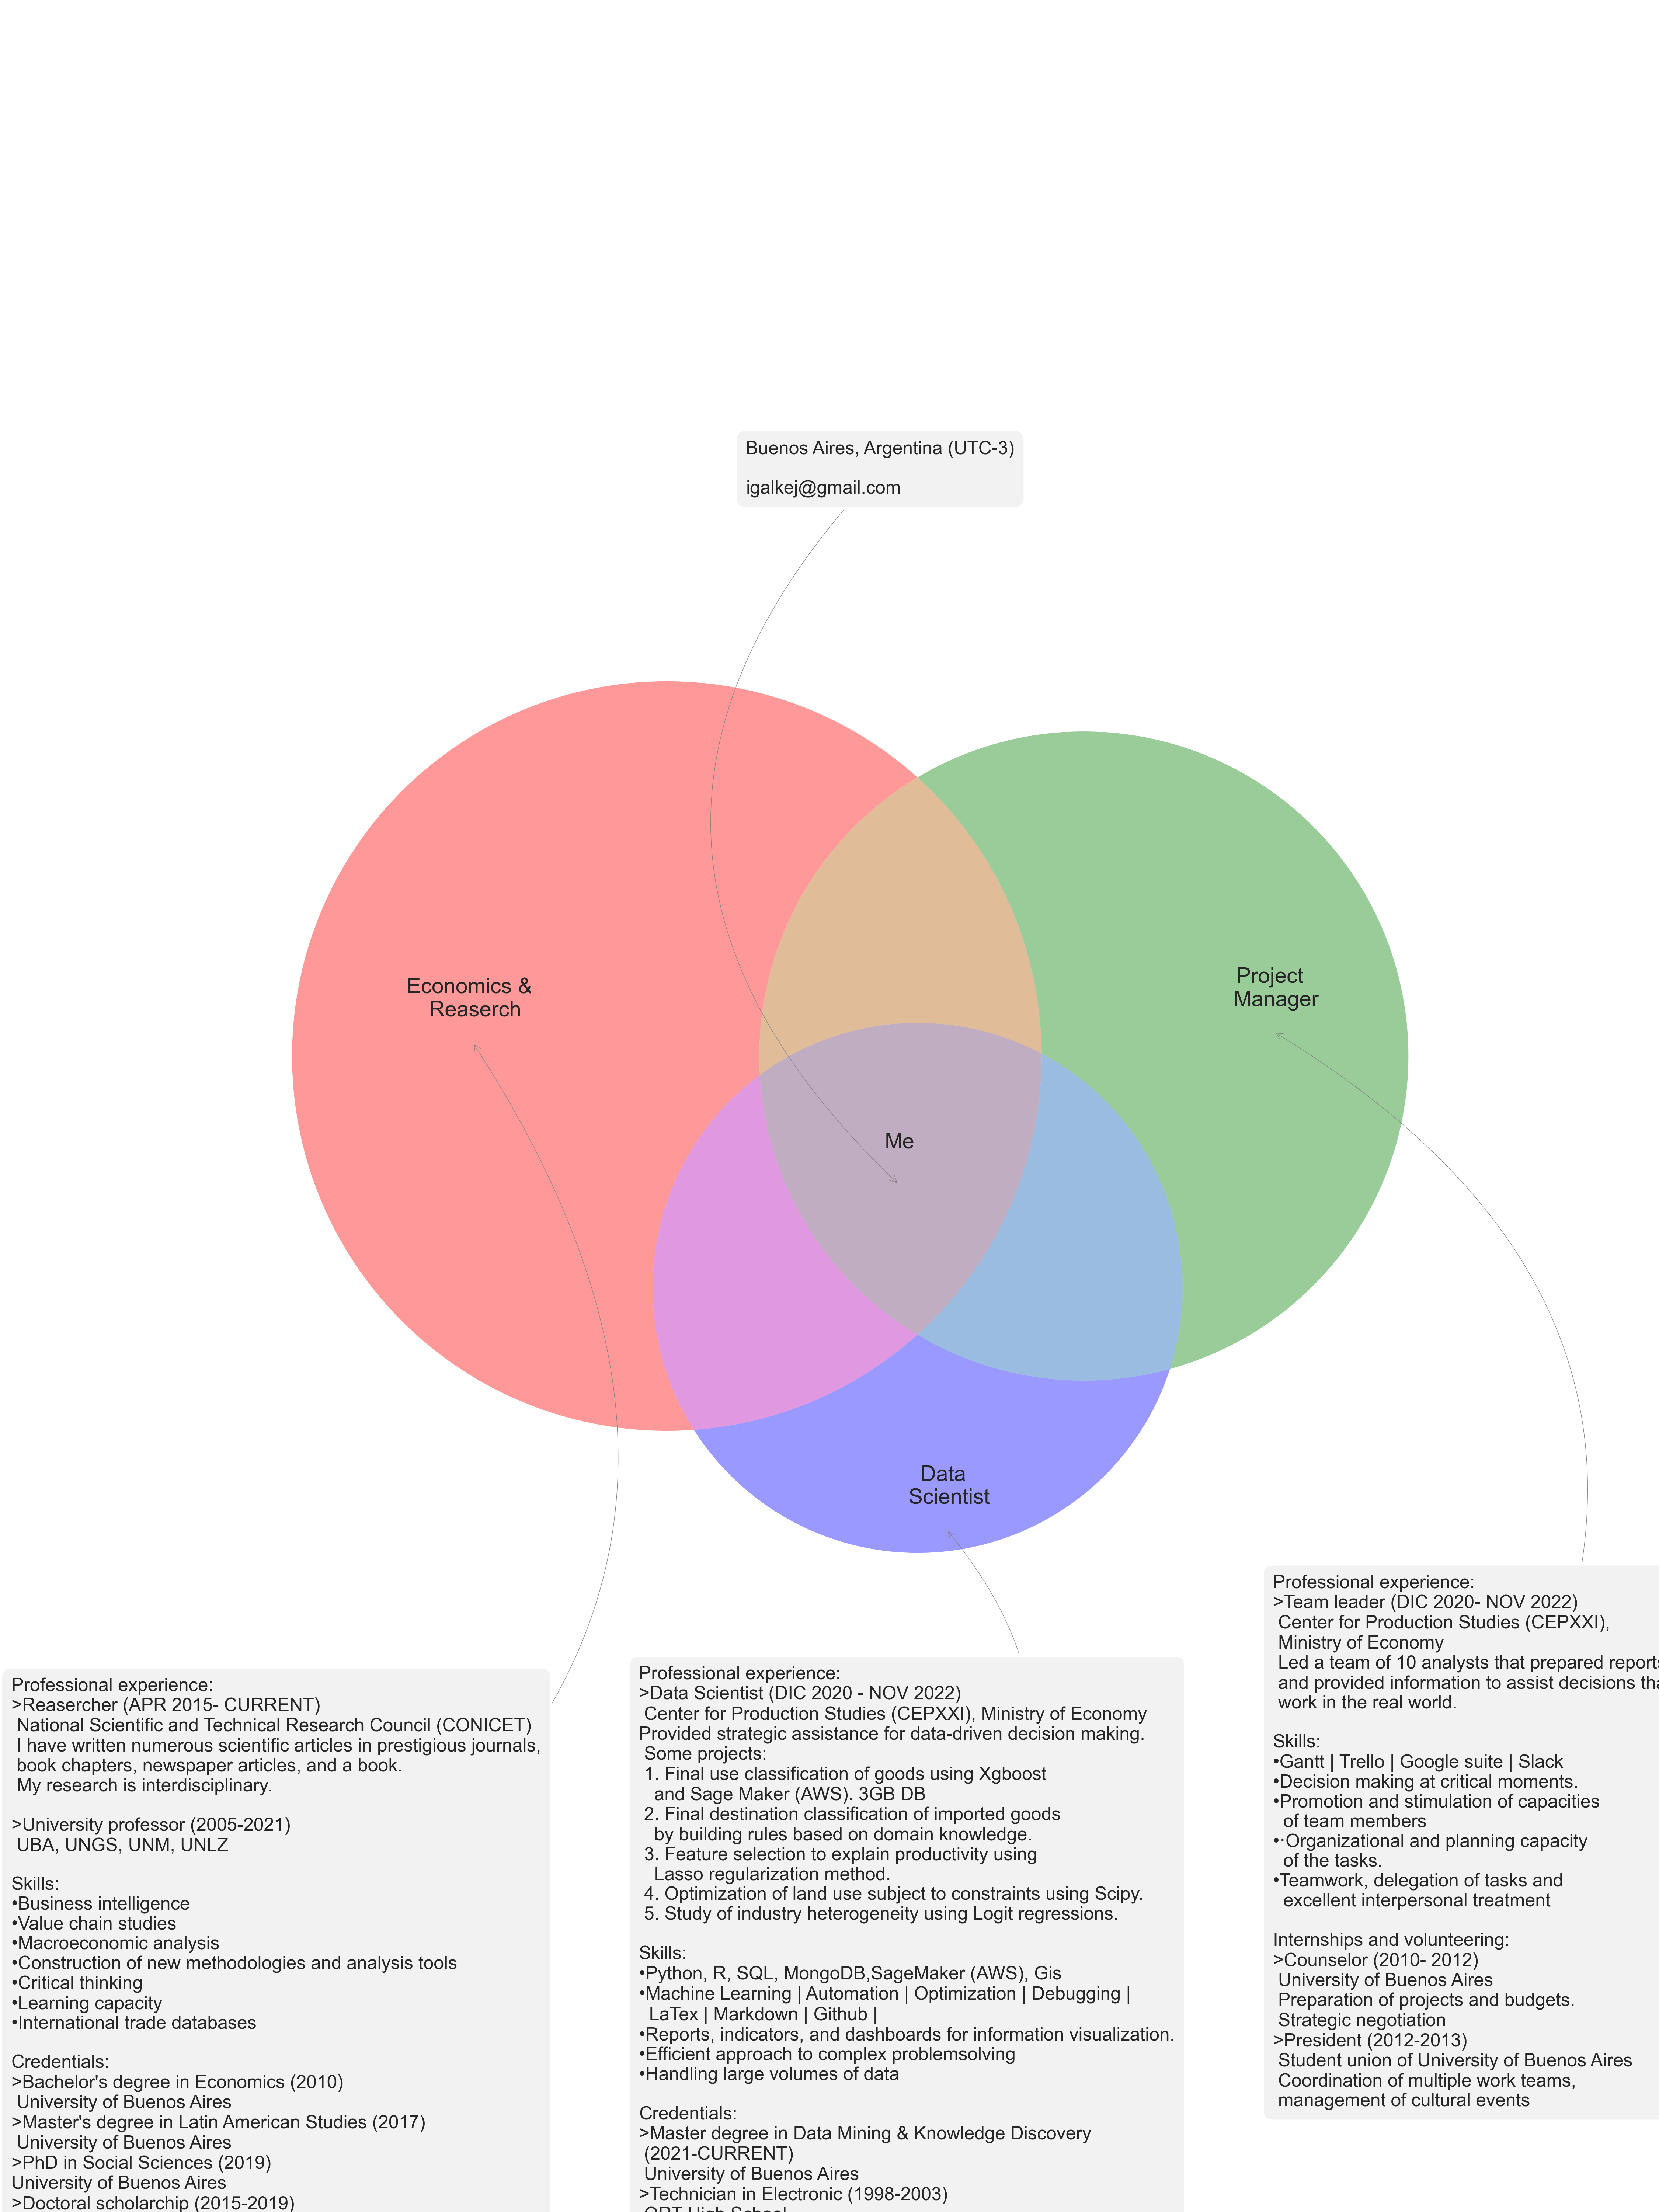 Buenos Aires, Argentina (UTC-3)
igalkej@gmail.com
Economics &
Reaserch
Project
Manager
Me
Data
Scientist
Professional experience:
>Reasercher (APR 2015- CURRENT)
National Scientific and Technical Research Council (CONICET)
I have written numerous scientific articles in prestigious journals,
book chapters, newspaper articles, and a book.
My research is interdisciplinary.
>University professor (2005-2021)
UBA, UNGS, UNM, UNLZ
Skills:
•Business intelligence
•Value chain studies
•Macroeconomic analysis
•Construction of new methodologies and analysis tools
•Critical thinking
•Learning capacity
•International trade databases
Credentials:
>Bachelor's degree in Economics (2010)
University of Buenos Aires
>Master's degree in Latin American Studies (2017)
University of Buenos Aires
>PhD in Social Sciences (2019)
University of Buenos Aires
>Doctoral scholarchip (2015-2019)
Professional experience:
>Data Scientist (DIC 2020 - NOV 2022)
Center for Production Studies (CEPXXI), Ministry of Economy
Provided strategic assistance for data-driven decision making.
Some projects:
1. Final use classification of goods using Xgboost
and Sage Maker (AWS). 3GB DB
2. Final destination classification of imported goods
by building rules based on domain knowledge.
3. Feature selection to explain productivity using
Lasso regularization method.
4. Optimization of land use subject to constraints using Scipy.
5. Study of industry heterogeneity using Logit regressions.
Skills:
•Python, R, SQL, MongoDB,SageMaker (AWS), Gis
•Machine Learning | Automation | Optimization | Debugging |
LaTex | Markdown | Github |
•Reports, indicators, and dashboards for information visualization.
•Efficient approach to complex problemsolving
•Handling large volumes of data
Credentials:
>Master degree in Data Mining & Knowledge Discovery
(2021-CURRENT)
University of Buenos Aires
>Technician in Electronic (1998-2003)
ORT High School
Professional experience:
>Team leader (DIC 2020- NOV 2022)
Center for Production Studies (CEPXXI),
Ministry of Economy
Led a team of 10 analysts that prepared reports
and provided information to assist decisions tha
work in the real world.
Skills:
•Gantt | Trello | Google suite | Slack
•Decision making at critical moments.
•Promotion and stimulation of capacities
of team members
•·Organizational and planning capacity
of the tasks.
•Teamwork, delegation of tasks and
excellent interpersonal treatment
Internships and volunteering:
>Counselor (2010- 2012)
University of Buenos Aires
Preparation of projects and budgets.
Strategic negotiation
>President (2012-2013)
Student union of University of Buenos Aires
Coordination of multiple work teams,
management of cultural events